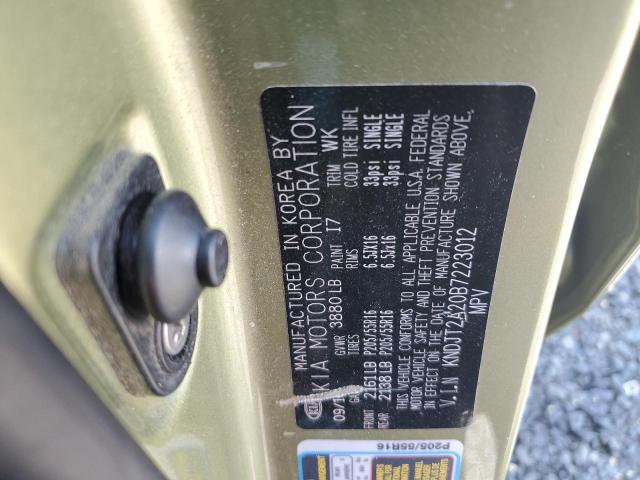 MANUFACTURED IN KOREA BY
KIA MOTORS CORPORATION
GVWR 3880 LB PAINT I7 TRIM WK
TIRES RIMS COLD TIRE INFL
FRONT 2161LB P205/55R16 6.5JX16 33psi SINGLE
REAR 2138LB P205/55R16 6.5JX16 33psi SINGLE
THIS VEHICLE CONFORMS TO ALL APPLICABLE U.S.A. FEDERAL
MOTOR VEHICLE SAFETY AND THEFT PREVENTION STANDARDS
IN EFFECT ON THE DATE OF MANUFACTURE SHOWN ABOVE.
V.I.N KNDJT2A20B7223012
MPV
P205/55R16